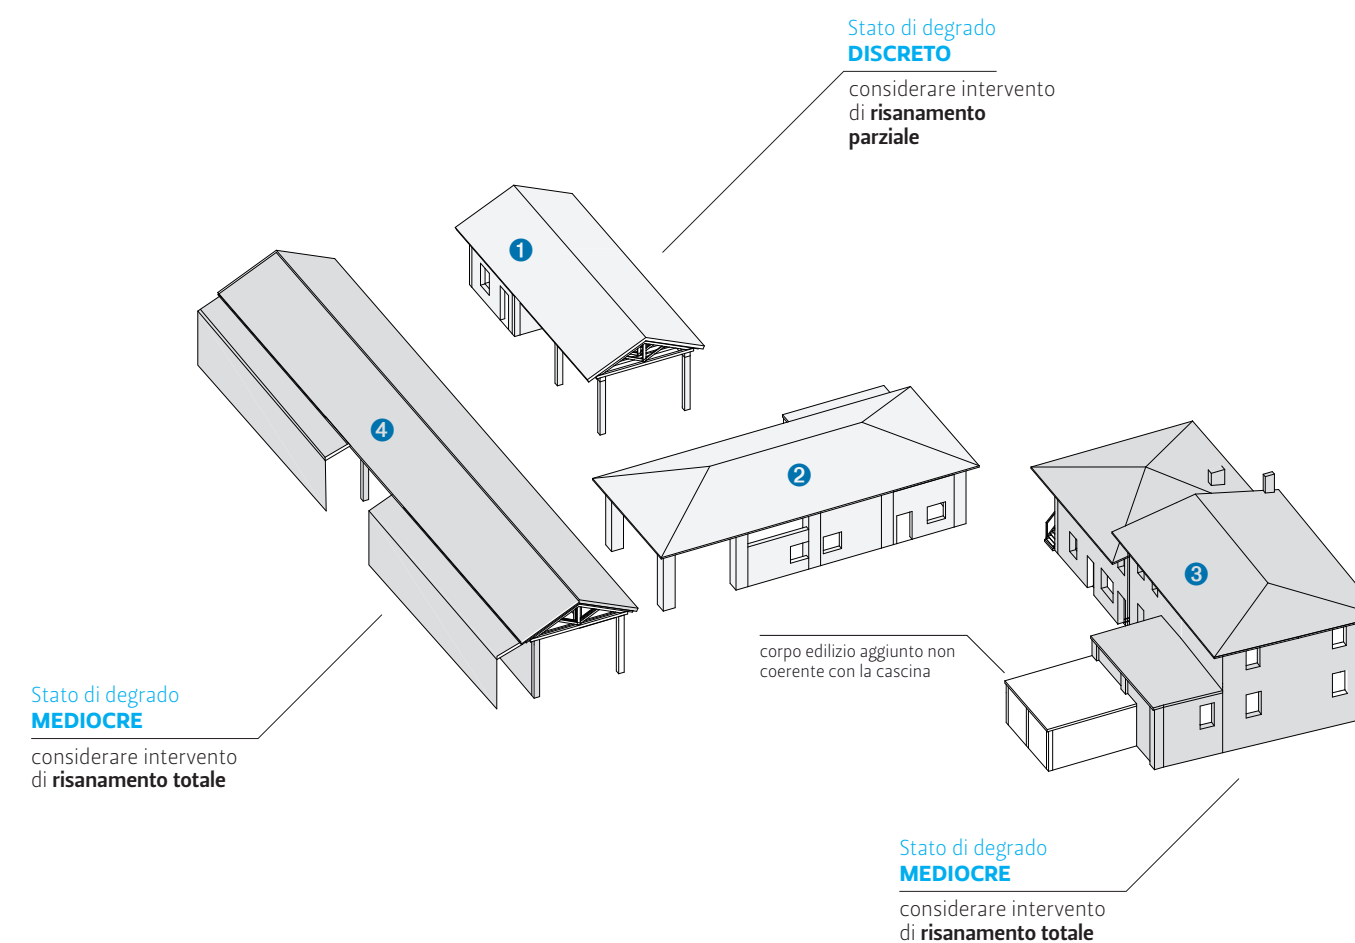 Stato di degrado
DISCRETO
considerare intervento
di risanamento
parziale
1
4
2
3
corpo edilizio aggiunto non
coerente con la cascina
Stato di degrado
MEDIOCRE
considerare intervento
di risanamento totale
Stato di degrado
MEDIOCRE
considerare intervento
di risanamento totale